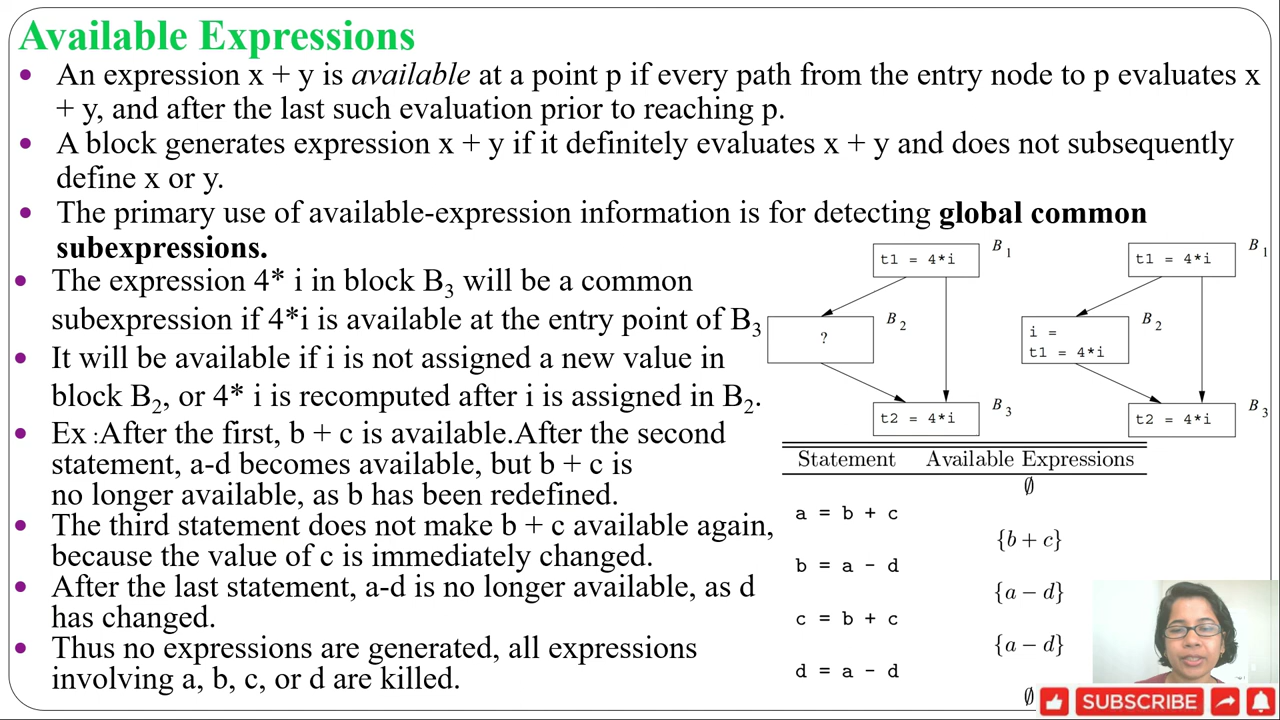 Available Expressions
• An expression x + y is available at a point p if every path from the entry node to p evaluates x
+ y, and after the last such evaluation prior to reaching p.
• A block generates expression x + y if it definitely evaluates x + y and does not subsequently
define x or y.
• The primary use of available-expression information is for detecting global common
subexpressions.
• The expression 4* i in block B3 will be a common
subexpression if 4*i is available at the entry point of B3
• It will be available if i is not assigned a new value in
block B2, or 4* i is recomputed after i is assigned in B2.
• Ex :After the first, b + c is available.After the second
statement, a-d becomes available, but b + c is
no longer available, as b has been redefined.
• The third statement does not make b + c available again,
because the value of c is immediately changed.
• After the last statement, a-d is no longer available, as d
has changed.
• Thus no expressions are generated, all expressions
involving a, b, c, or d are killed.
t1 = 4*i B1
? B2
t2 = 4*i B3
t1 = 4*i B1
i =
t1 = 4*i B2
t2 = 4*i B3
Statement Available Expressions
∅
a = b + c
{b + c}
b = a - d
{a − d}
c = b + c
{a − d}
d = a - d
∅
SUBSCRIBE